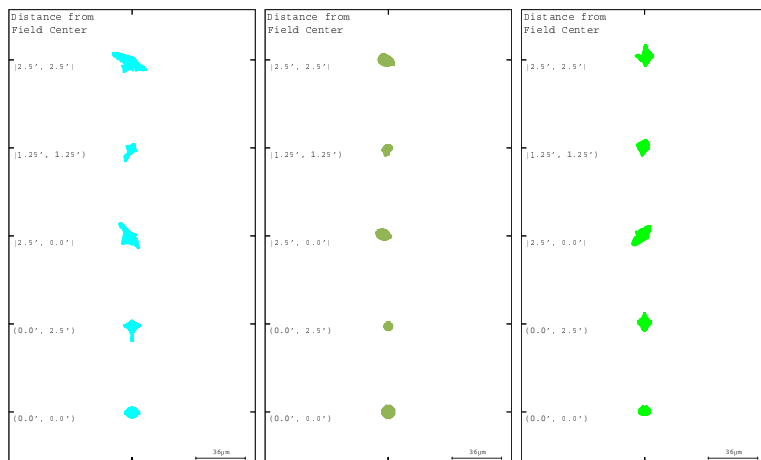 Distance from
Field Center
|2.5’, 2.5’)
|1.25’, 1.25’)
|2.5’, 0.0’)
(0.0’, 2.5’)
(0.0’, 0.0’)
36μm
Distance from
Field Center
|2.5’, 2.5’)
|1.25’, 1.25’)
|2.5’, 0.0’)
(0.0’, 2.5’)
(0.0’, 0.0’)
36μm
Distance from
Field Center
|2.5’, 2.5’)
|1.25’, 1.25’)
|2.5’, 0.0’)
(0.0’, 2.5’)
(0.0’, 0.0’)
36μm